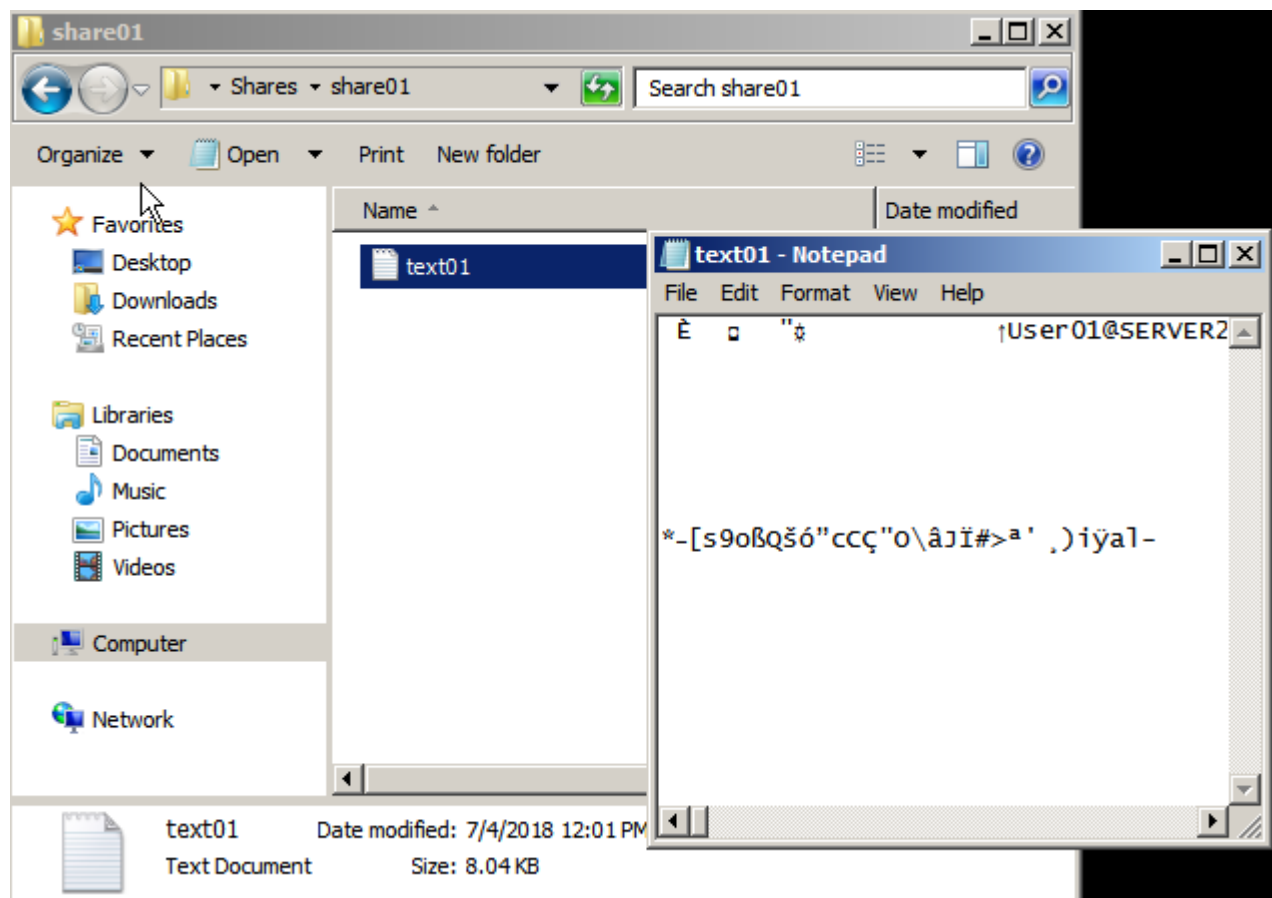 share01
Shares share01
Search share01
Organize Open Print New folder
Name Date modified
Favorites
Desktop
Downloads
Recent Places
Libraries
Documents
Music
Pictures
Videos
Computer
Network
text01
text01 - Notepad
File Edit Format View Help
È ¤ "☼ ↑User01@SERVER2
*-[s9oßQšó"cCÇ"O\âJÏ#>ª' ¸)iÿal-
text01 Date modified: 7/4/2018 12:01 PM
Text Document Size: 8.04 KB